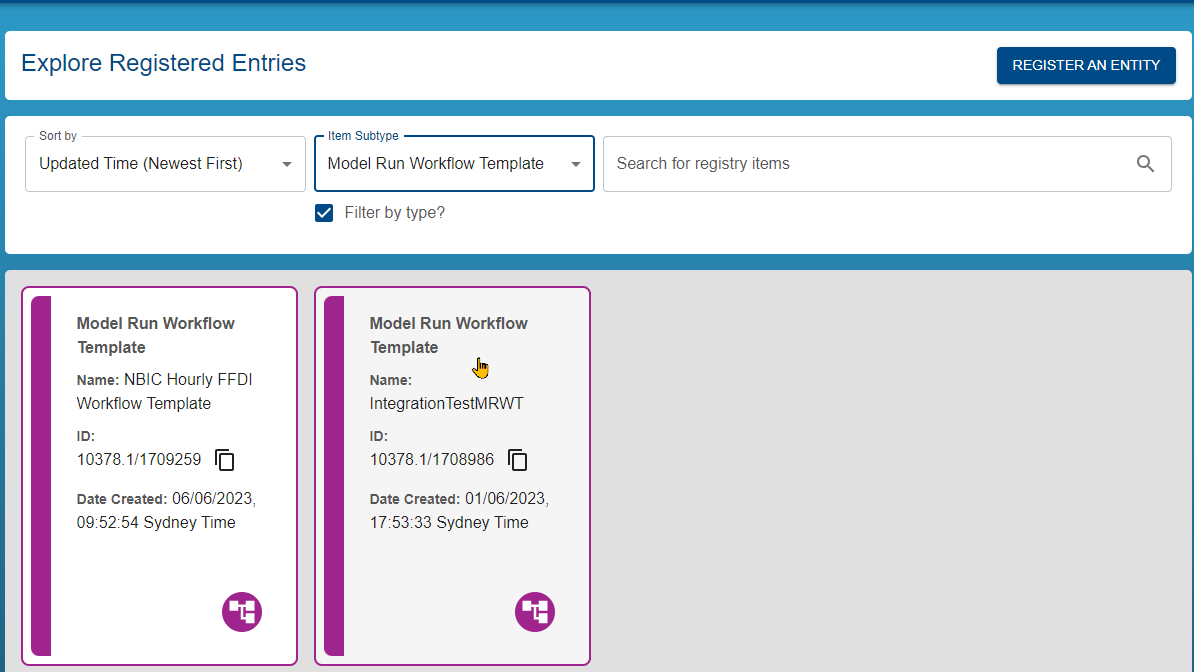 Explore Registered Entries
REGISTER AN ENTITY
Sort by
Updated Time (Newest First)
Item Subtype
Model Run Workflow Template
Search for registry items
Filter by type?
Model Run Workflow
Template
Name: NBIC Hourly FFDI
Workflow Template
ID:
10378.1/1709259
Date Created: 06/06/2023,
09:52:54 Sydney Time
Model Run Workflow
Template
Name:
IntegrationTestMRWT
ID:
10378.1/1708986
Date Created: 01/06/2023,
17:53:33 Sydney Time